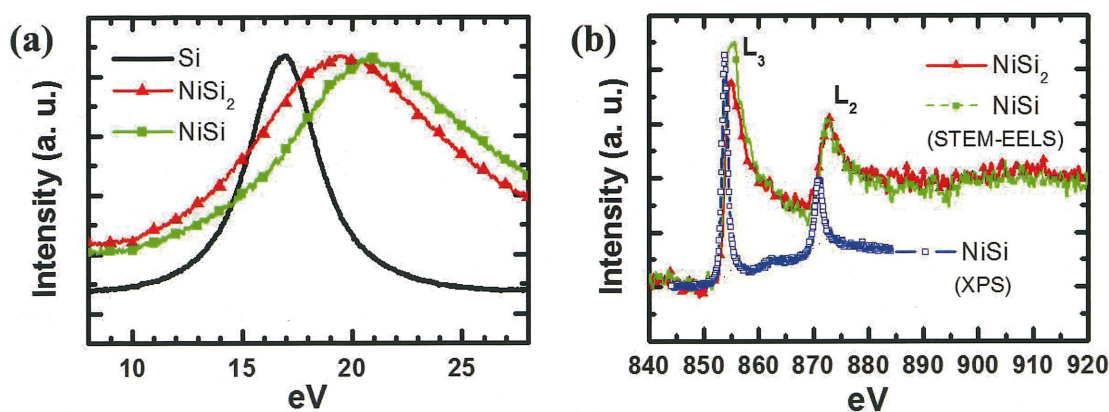 (a)
Intensity (a. u.)
Si
NiSi₂
NiSi
10 15 20 25
eV
(b)
Intensity (a. u.)
L₃
L₂
NiSi₂
NiSi
(STEM-EELS)
NiSi
(XPS)
840 850 860 870 880 890 900 910 920
eV